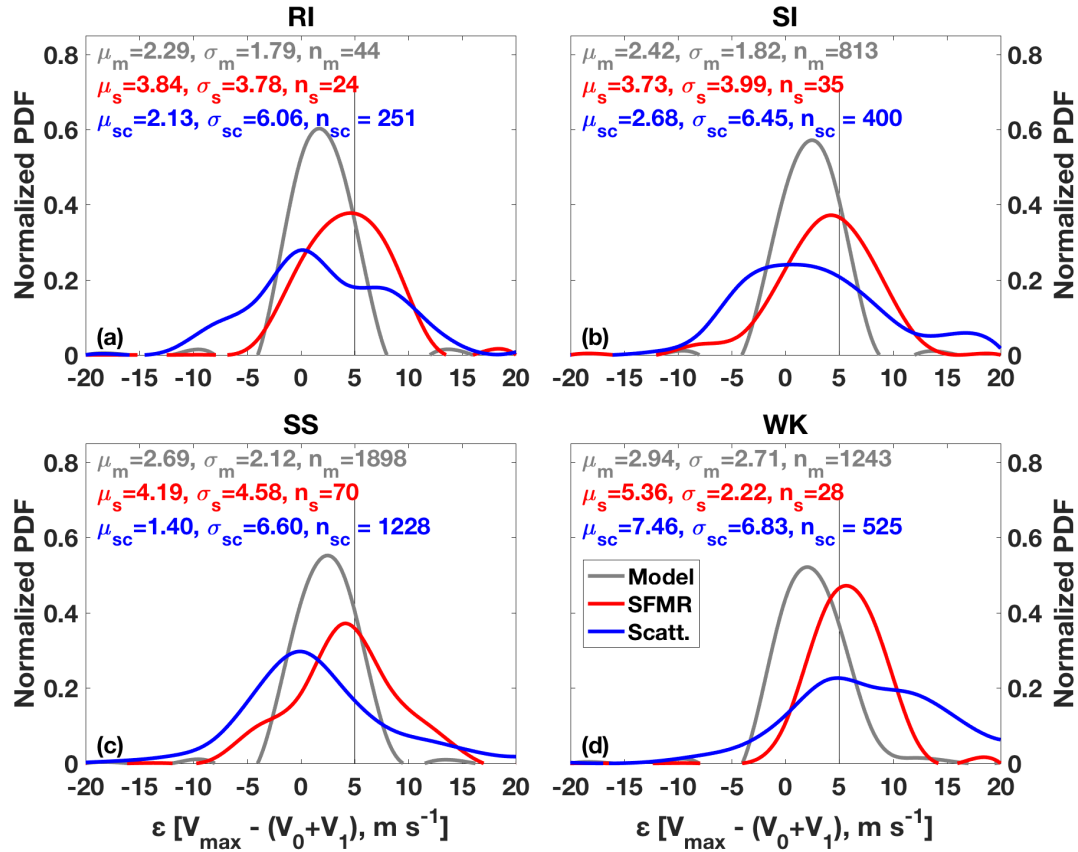 RI
μm=2.29, σm=1.79, nm=44
μs=3.84, σs=3.78, ns=24
μsc=2.13, σsc=6.06, nsc = 251
Normalized PDF
0.8
0.6
0.4
0.2
0
(a)
-20 -15 -10 -5 0 5 10 15 20
SI
μm=2.42, σm=1.82, nm=813
μs=3.73, σs=3.99, ns=35
μsc=2.68, σsc=6.45, nsc = 400
Normalized PDF
0.8
0.6
0.4
0.2
0
(b)
-20 -15 -10 -5 0 5 10 15 20
SS
μm=2.69, σm=2.12, nm=1898
μs=4.19, σs=4.58, ns=70
μsc=1.40, σsc=6.60, nsc = 1228
Normalized PDF
0.8
0.6
0.4
0.2
0
(c)
-20 -15 -10 -5 0 5 10 15 20
ε [Vmax - (V0+V1), m s-1]
WK
μm=2.94, σm=2.71, nm=1243
μs=5.36, σs=2.22, ns=28
μsc=7.46, σsc=6.83, nsc = 525
Model
SFMR
Scatt.
Normalized PDF
0.8
0.6
0.4
0.2
0
(d)
-20 -15 -10 -5 0 5 10 15 20
ε [Vmax - (V0+V1), m s-1]